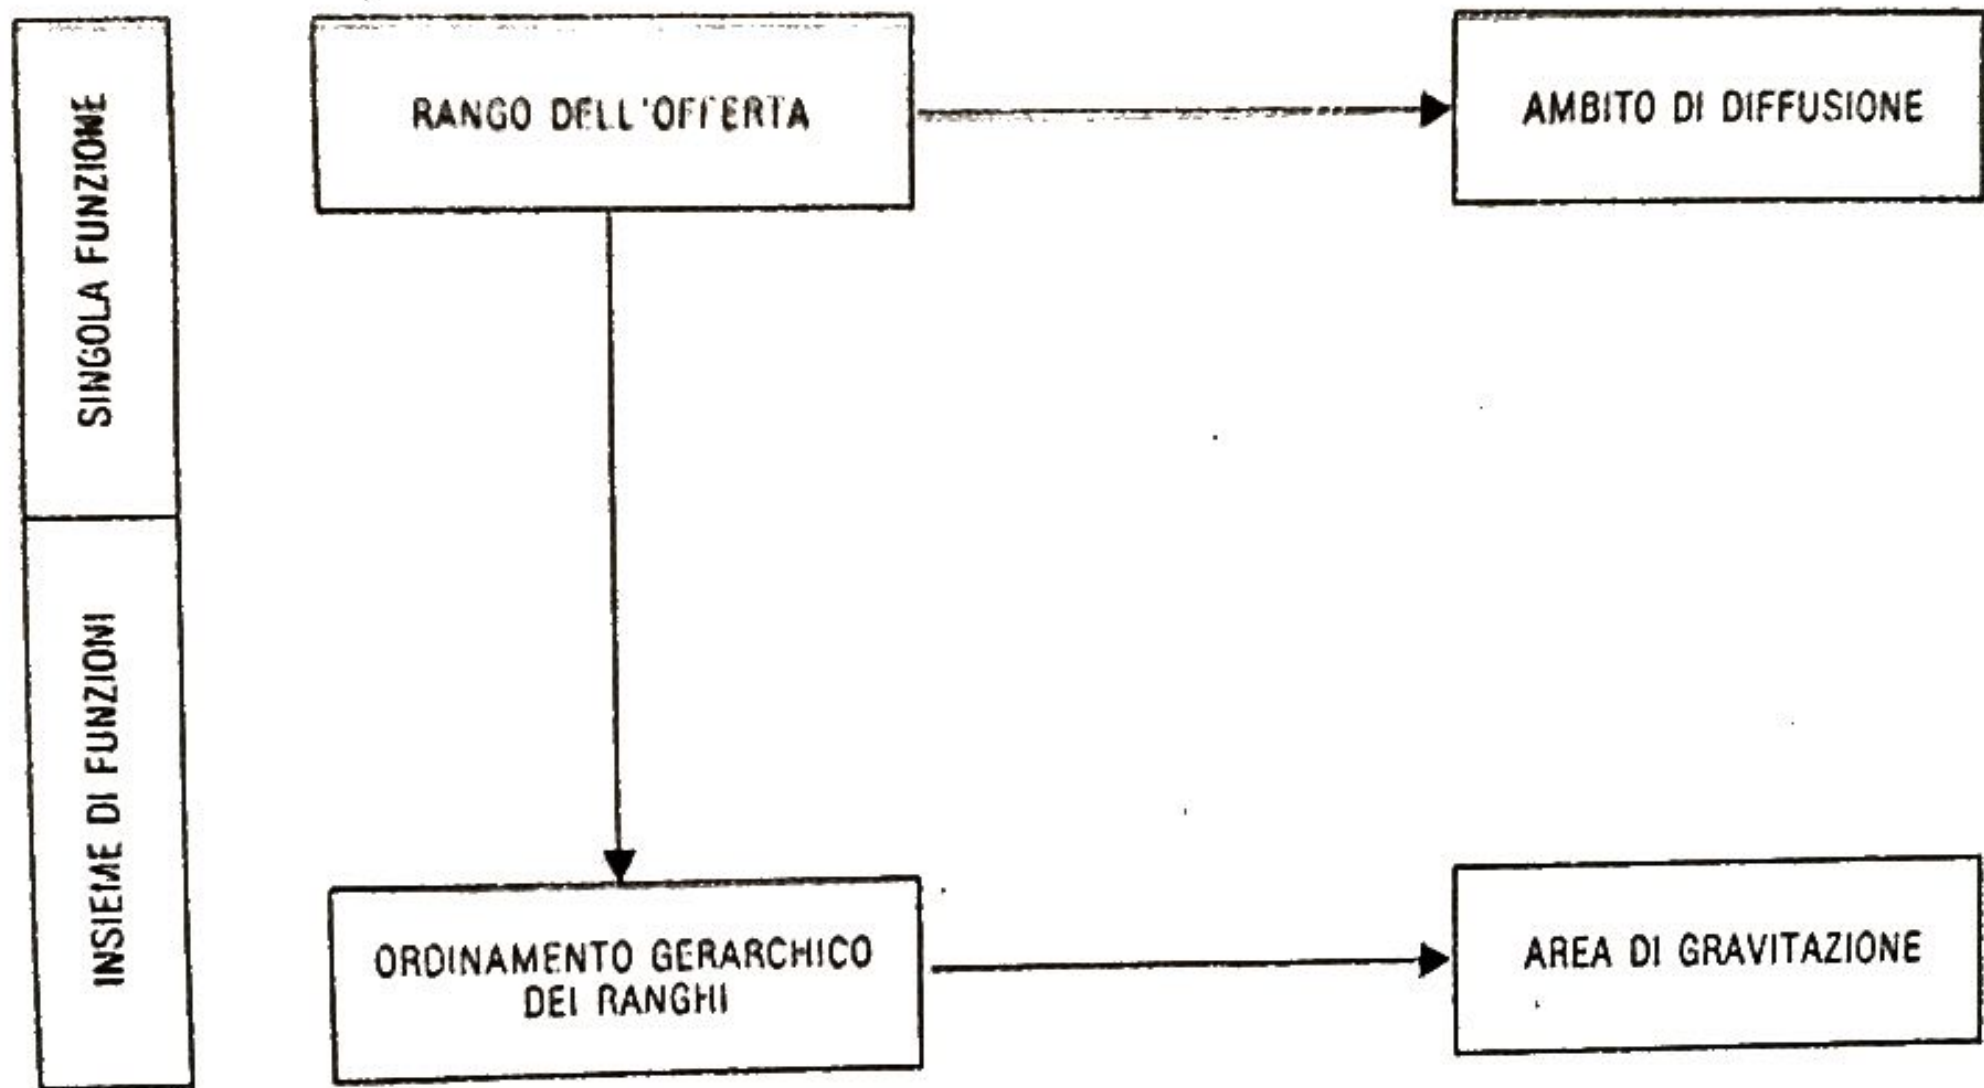 SINGOLA FUNZIONE
RANGO DELL'OFFERTA
AMBITO DI DIFFUSIONE
INSIEME DI FUNZIONI
ORDINAMENTO GERARCHICO
DEI RANGHI
AREA DI GRAVITAZIONE